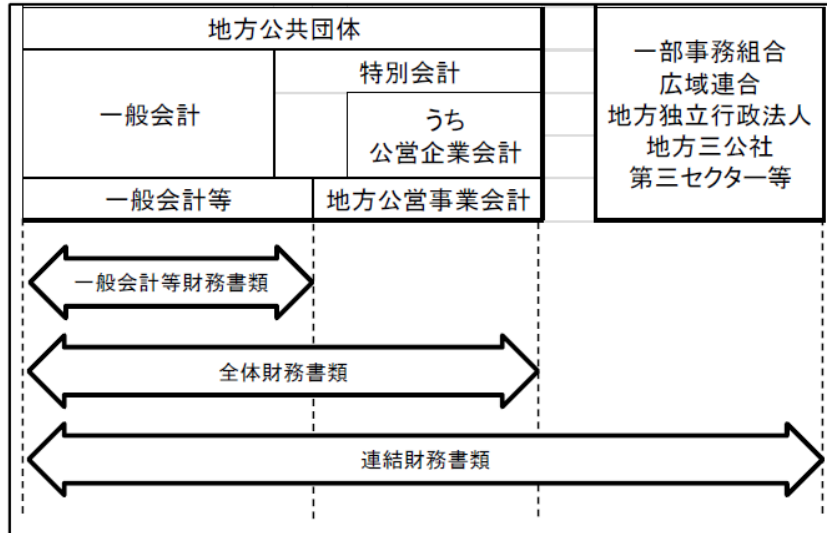 地方公共団体
一般会計
特別会計
うち
公営企業会計
一般会計等
地方公営事業会計
一部事務組合
広域連合
地方独立行政法人
地方三公社
第三セクター等
一般会計等財務書類
全体財務書類
連結財務書類